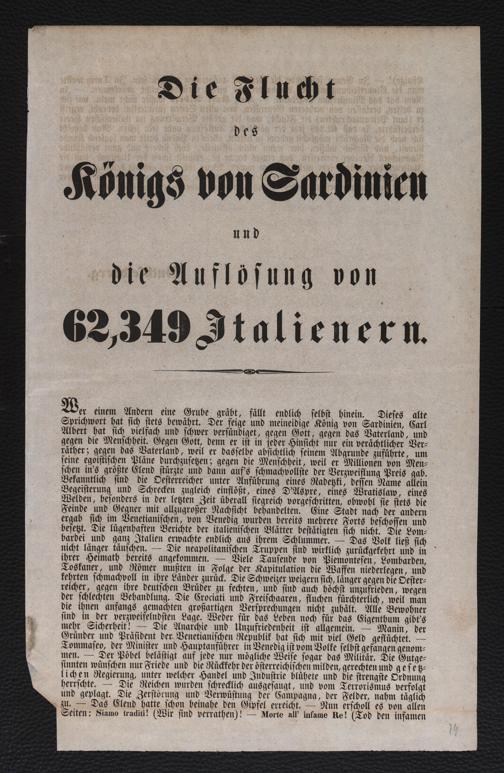 Die Flucht
des
Königs von Sardinien
und
die Auflösung von
62,349 Italienern.
Wer einem Andern eine Grube gräbt, fällt endlich selbst hinein. Dieses alte
Sprichwort hat sich stets bewährt. Der feige und meineidige König von Sardinien, Carl
Albert hat sich vielfach und schwer versündiget, gegen Gott, gegen das Vaterland, und
gegen die Menschheit. Gegen Gott, denn er ist in jeder Hinsicht nur ein verächtlicher Ver-
räther; gegen das Vaterland, weil er dasselbe absichtlich seinem Abgrunde zuführte, um
seine egoistischen Pläne durchzusetzen; gegen die Menschheit, weil er Millionen von Men-
schen in's größte Elend stürzte und dann auf's schmachvollste der Verzweiflung Preis gab.
Bekanntlich sind die Oesterreicher unter Anführung eines Radetzki, dessen Name allein
Begeisterung und Schrecken zugleich einflößt, eines D'Aspre, eines Wratislaw, eines
Welden, besonders in der letzten Zeit überall siegreich vorgeschritten, obwohl sie stets die
Feinde und Gegner mit allzugroßer Nachsicht behandelten. Eine Stadt nach der andern
ergab sich im Venetianischen, von Venedig wurden bereits mehrere Forts beschossen und
besetzt. Die lügenhaften Berichte der italienischen Blätter bestätigten sich nicht. Die Lom-
bardei und ganz Italien erwachte endlich aus ihrem Schlummer. — Das Volk ließ sich
nicht länger täuschen. — Die neapolitanischen Truppen sind wirklich zurückgekehrt und in
ihrer Heimath bereits angekommen. — Viele Tausende von Piemontesen, Lombarden,
Toskaner, und Römer mußten in Folge der Kapitulation die Waffen niederlegen, und
kehrten schmachvoll in ihre Länder zurück. Die Schweizer weigern sich, länger gegen die Oester-
reicher, gegen ihre deutschen Brüder zu fechten, und sind auch höchst unzufrieden, wegen
der schlechten Behandlung. Die Crociati und Freischaaren, fluchen fürchterlich, weil man
die ihnen anfangs gemachten großartigen Versprechungen nicht zuhält. Alle Bewohner
sind in der verzweifeltsten Lage. Weder für das Leben noch für das Eigenthum gibt's
mehr Sicherheit! — Die Anarchie und Unzufriedenheit ist allgemein. — Manin, der
Gründer und Präsident der Venetianischen Republik hat sich mit viel Geld geflüchtet. —
Tommaseo, der Minister und Hauptanführer in Venedig ist vom Volke selbst gefangen genom-
men. — Der Pöbel belästigt auf jede nur mögliche Weise sogar das Militär. Die Gutge-
sinnten wünschen nur Friede und die Rückkehr der österreichischen milden, gerechten und gesetz-
lichen Regierung, unter welcher Handel und Industrie blühete und die strengste Ordnung
herrschte. — Die Reichen wurden schrecklich ausgesaugt, und vom Terrorismus verfolgt
und geplagt. Die Zerstörung und Verwüstung der Campagna, der Felder, nahm täglich
zu. — Das Elend hatte schon beinahe den Gipfel erreicht. — Nun erscholl es von allen
Seiten: Siamo traditi! (Wir sind verrathen)! — Morte all' infame Re! (Tod den infamen